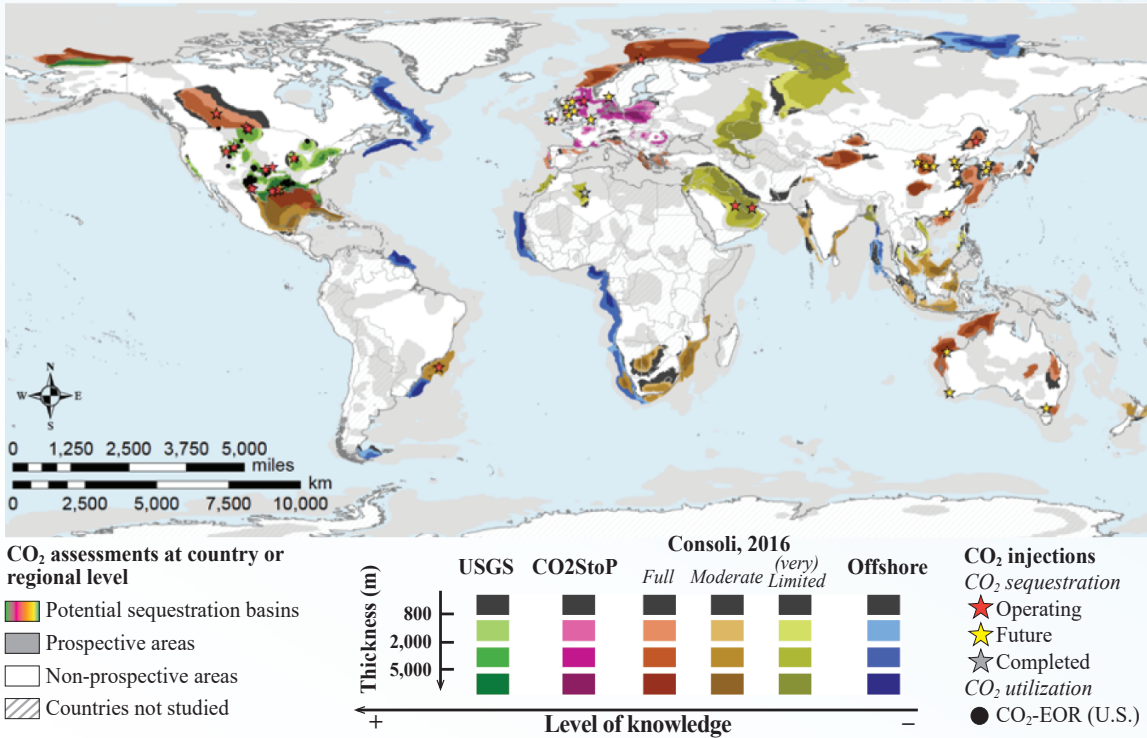 N
W E
S
0 1,250 2,500 3,750 5,000
miles
km
0 2,500 5,000 7,500 10,000
CO₂ assessments at country or
regional level
Potential sequestration basins
Prospective areas
Non-prospective areas
Countries not studied
Consoli, 2016
USGS CO2StoP Full Moderate (very) Limited Offshore
Thickness (m)
800
2,000
5,000
+ Level of knowledge −
CO₂ injections
CO₂ sequestration
Operating
Future
Completed
CO₂ utilization
CO₂-EOR (U.S.)